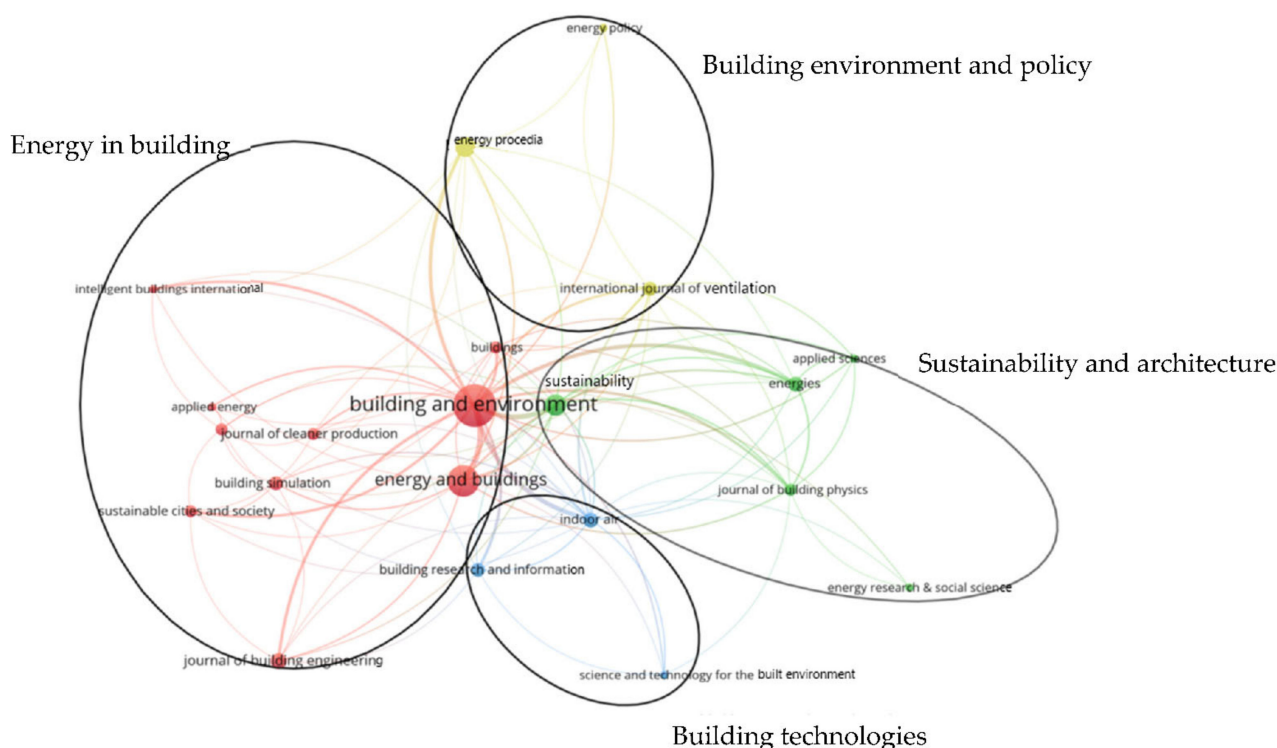 energy policy
Building environment and policy
Energy in building
energy procedia
intelligent buildings international
international journal of ventilation
buildings
applied sciences
Sustainability and architecture
sustainability
energies
building and environment
applied energy
journal of cleaner production
energy and buildings
building simulation
journal of building physics
sustainable cities and society
indoor air
building research and information
energy research & social science
journal of building engineering
science and technology for the built environment
Building technologies